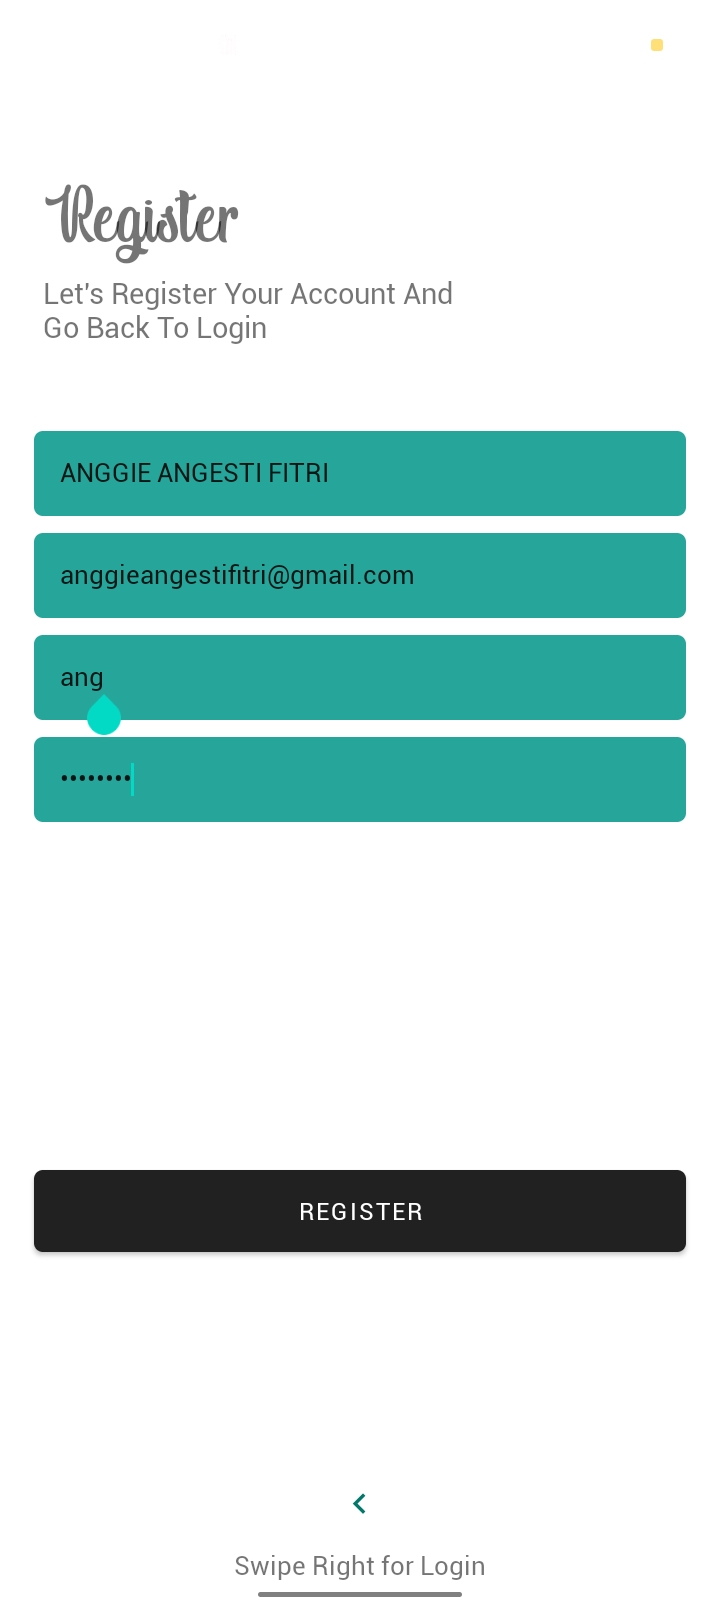 Register
Let's Register Your Account And
Go Back To Login
ANGGIE ANGESTI FITRI
anggieangestifitri@gmail.com
ang
••••••••
REGISTER
Swipe Right for Login